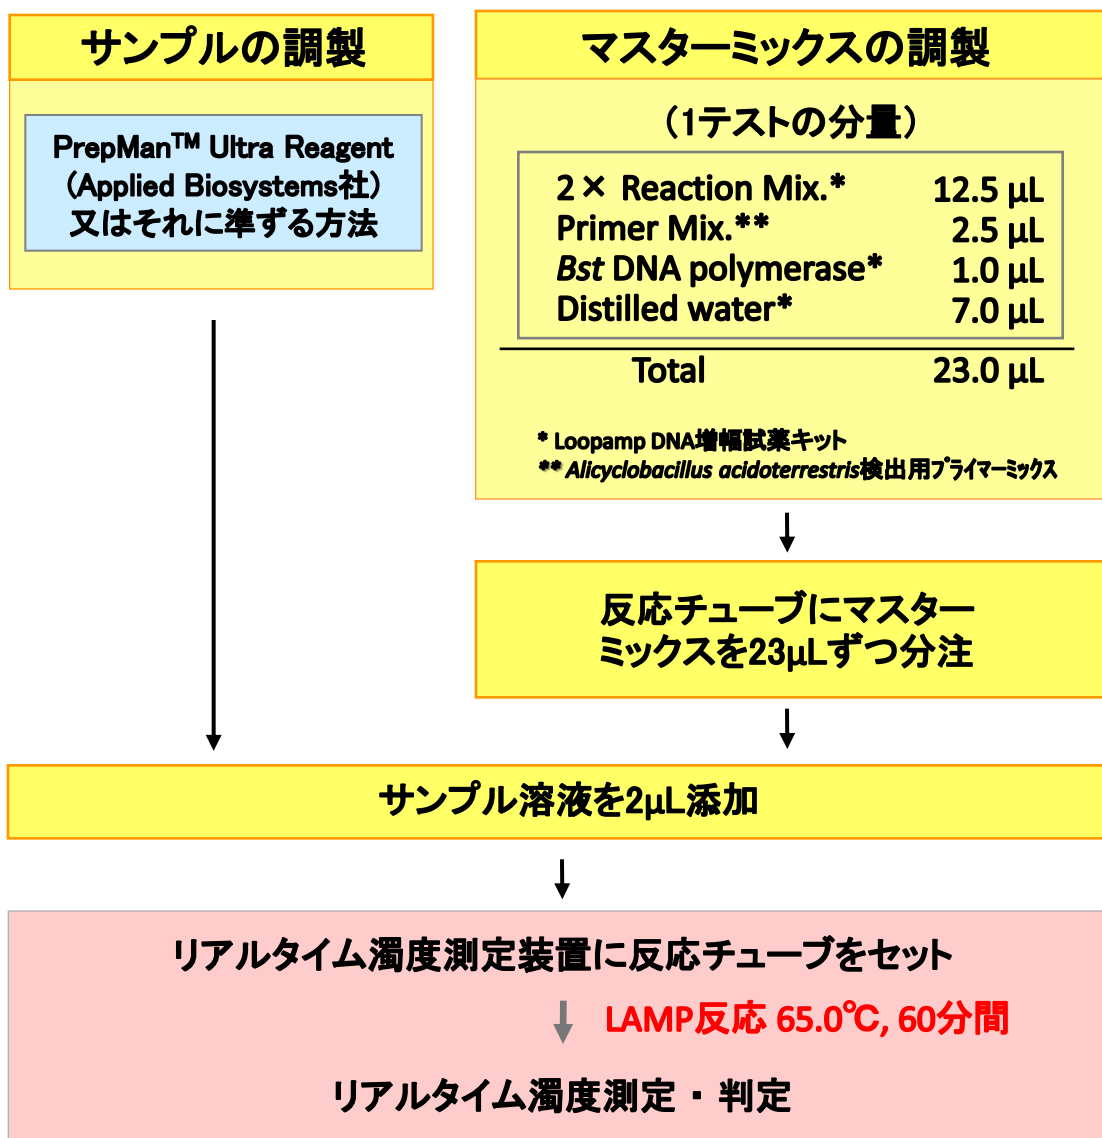 サンプルの調製
PrepMan™ Ultra Reagent
（Applied Biosystems社）
又はそれに準ずる方法
マスターミックスの調製
（1テストの分量）
2× Reaction Mix.* 12.5 µL
Primer Mix.** 2.5 µL
Bst DNA polymerase* 1.0 µL
Distilled water* 7.0 µL
Total 23.0 µL
* Loopamp DNA増幅試薬キット
** Alicyclobacillus acidoterrestris検出用プライマーミックス
反応チューブにマスター
ミックスを23µLずつ分注
サンプル溶液を2µL添加
リアルタイム濁度測定装置に反応チューブをセット
LAMP反応 65.0℃, 60分間
リアルタイム濁度測定・判定